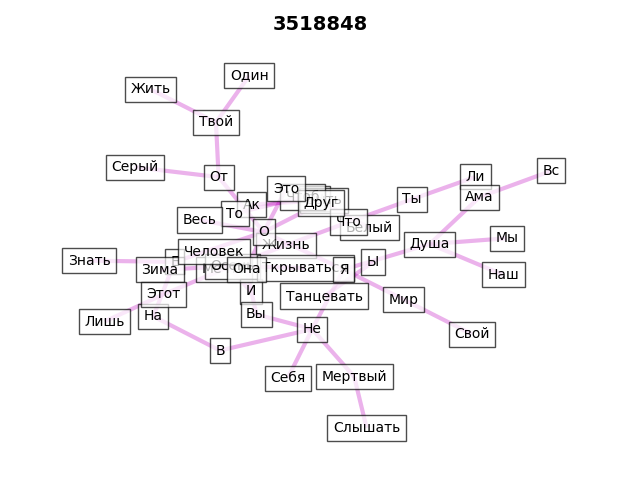 3518848
Один
Жить
Твой
Серый
От
Вс
Ли
Ама
Это
Ты
Ак
Друг
То
Весь
Что
Белый
О
Жизнь
Мы
Душа
Человек
Знать
Ы
Зима
Она
Я
Наш
Этот
И
Танцевать
Мир
Лишь
На
Вы
Не
Свой
В
Себя
Мертвый
Слышать